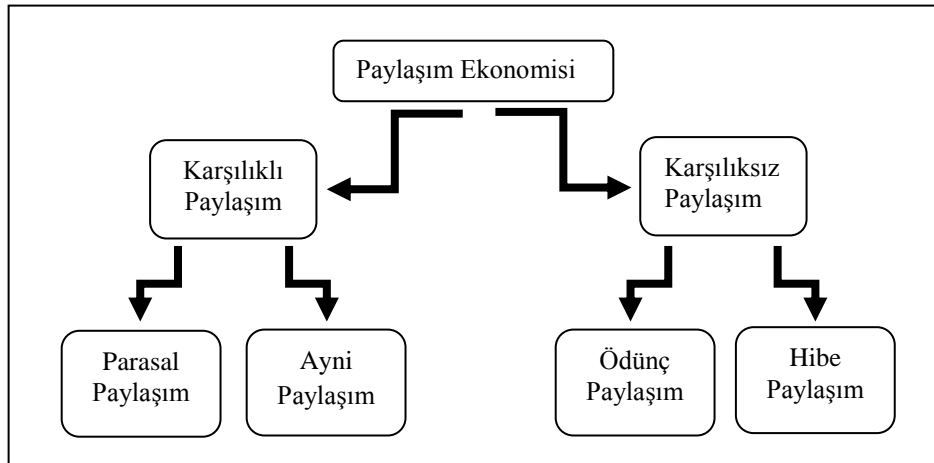 Paylaşım Ekonomisi
Karşılıklı
Paylaşım
Karşılıksız
Paylaşım
Parasal
Paylaşım
Ayni
Paylaşım
Ödünç
Paylaşım
Hibe
Paylaşım